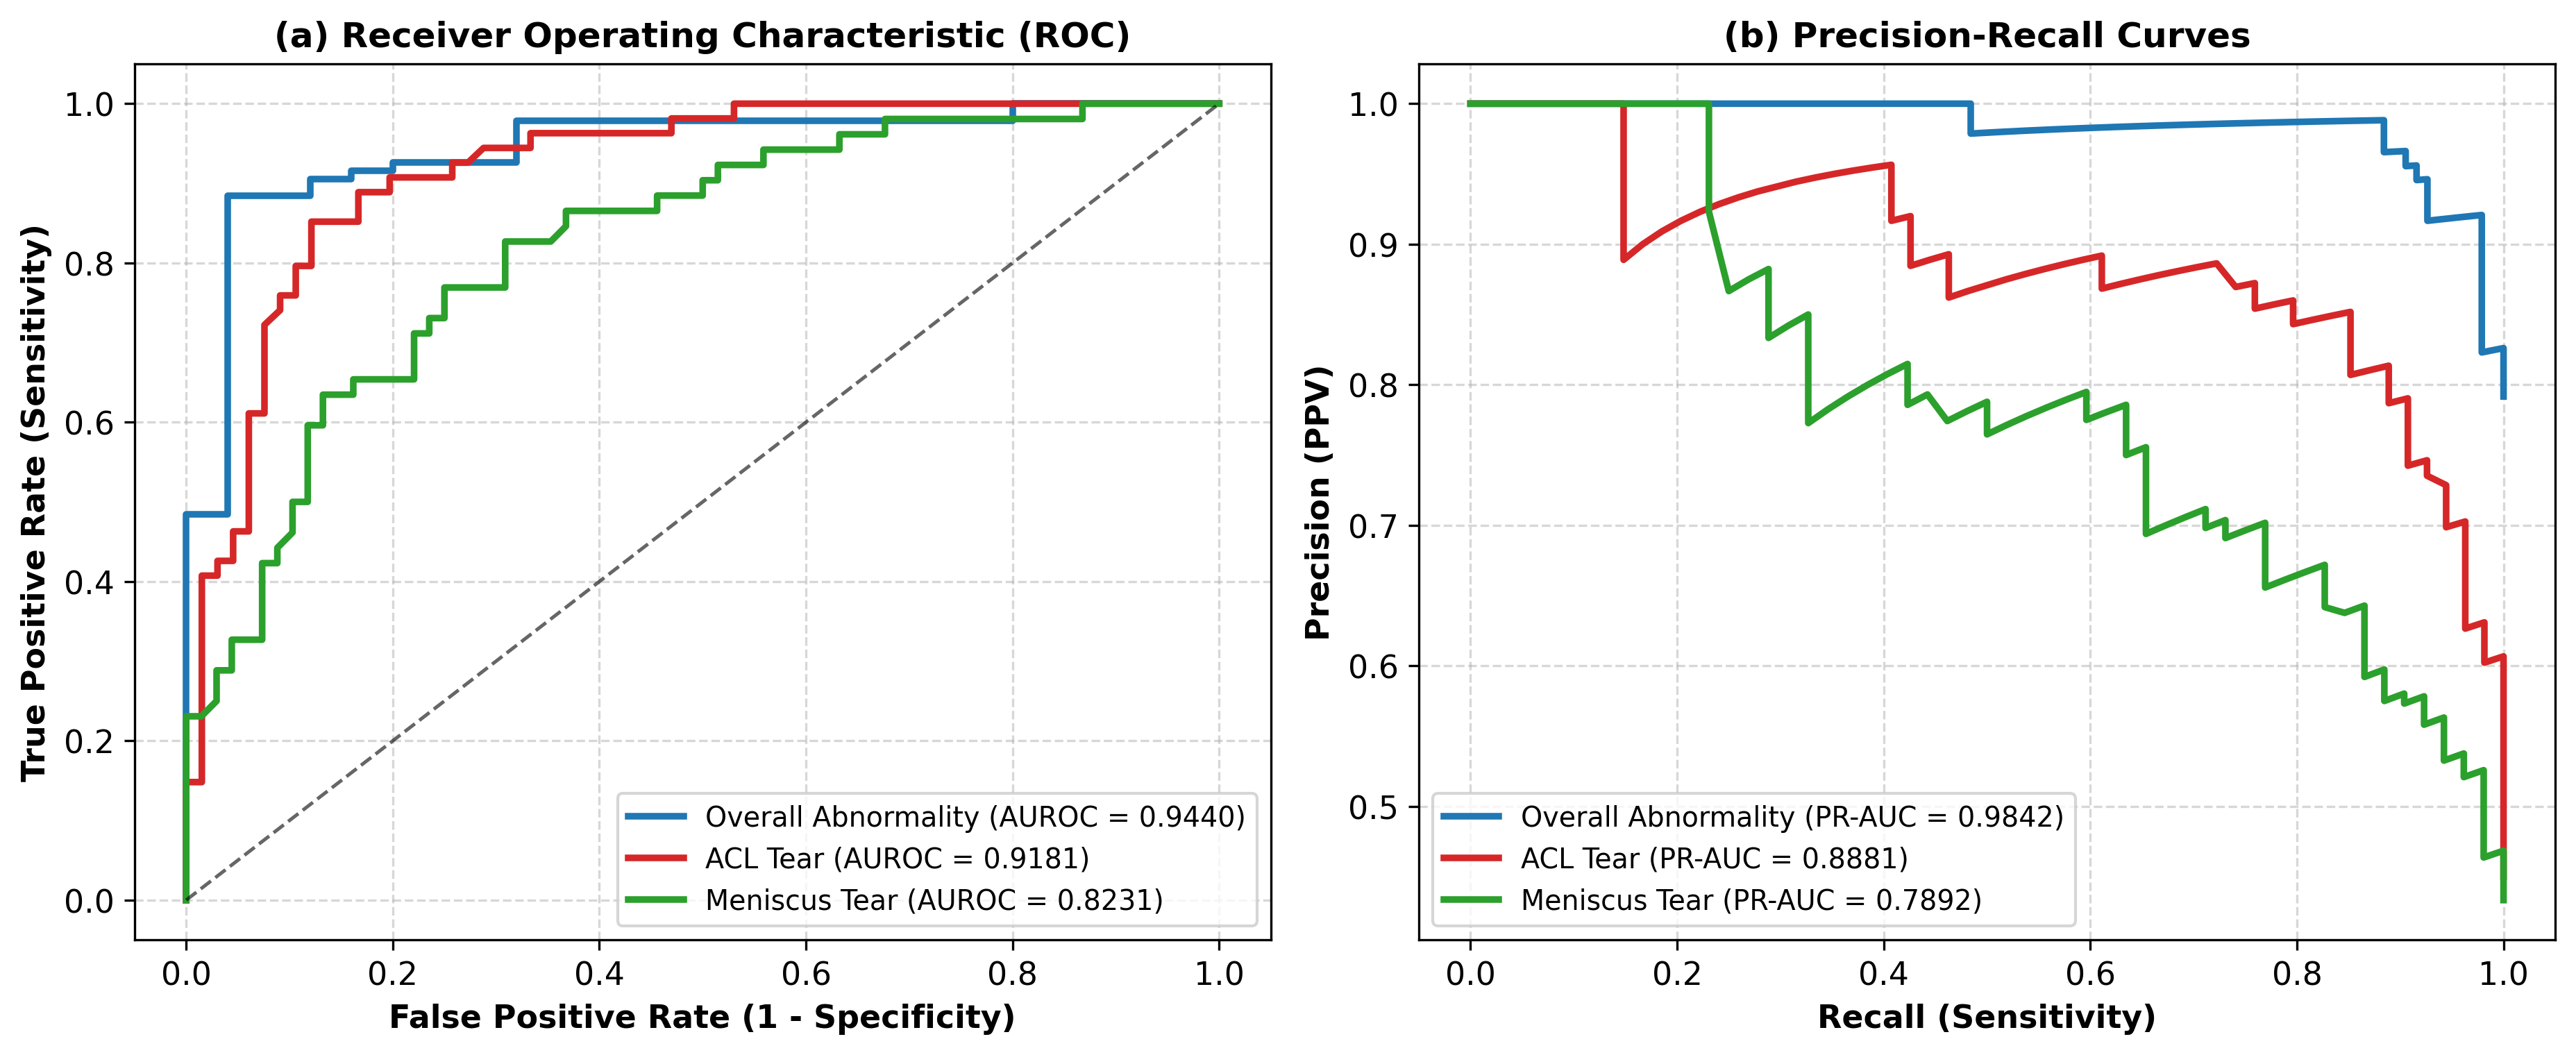 (a) Receiver Operating Characteristic (ROC)
True Positive Rate (Sensitivity)
1.0
0.8
0.6
0.4
0.2
0.0
0.0 0.2 0.4 0.6 0.8 1.0
False Positive Rate (1 - Specificity)
Overall Abnormality (AUROC = 0.9440)
ACL Tear (AUROC = 0.9181)
Meniscus Tear (AUROC = 0.8231)
(b) Precision-Recall Curves
Precision (PPV)
1.0
0.9
0.8
0.7
0.6
0.5
0.0 0.2 0.4 0.6 0.8 1.0
Recall (Sensitivity)
Overall Abnormality (PR-AUC = 0.9842)
ACL Tear (PR-AUC = 0.8881)
Meniscus Tear (PR-AUC = 0.7892)